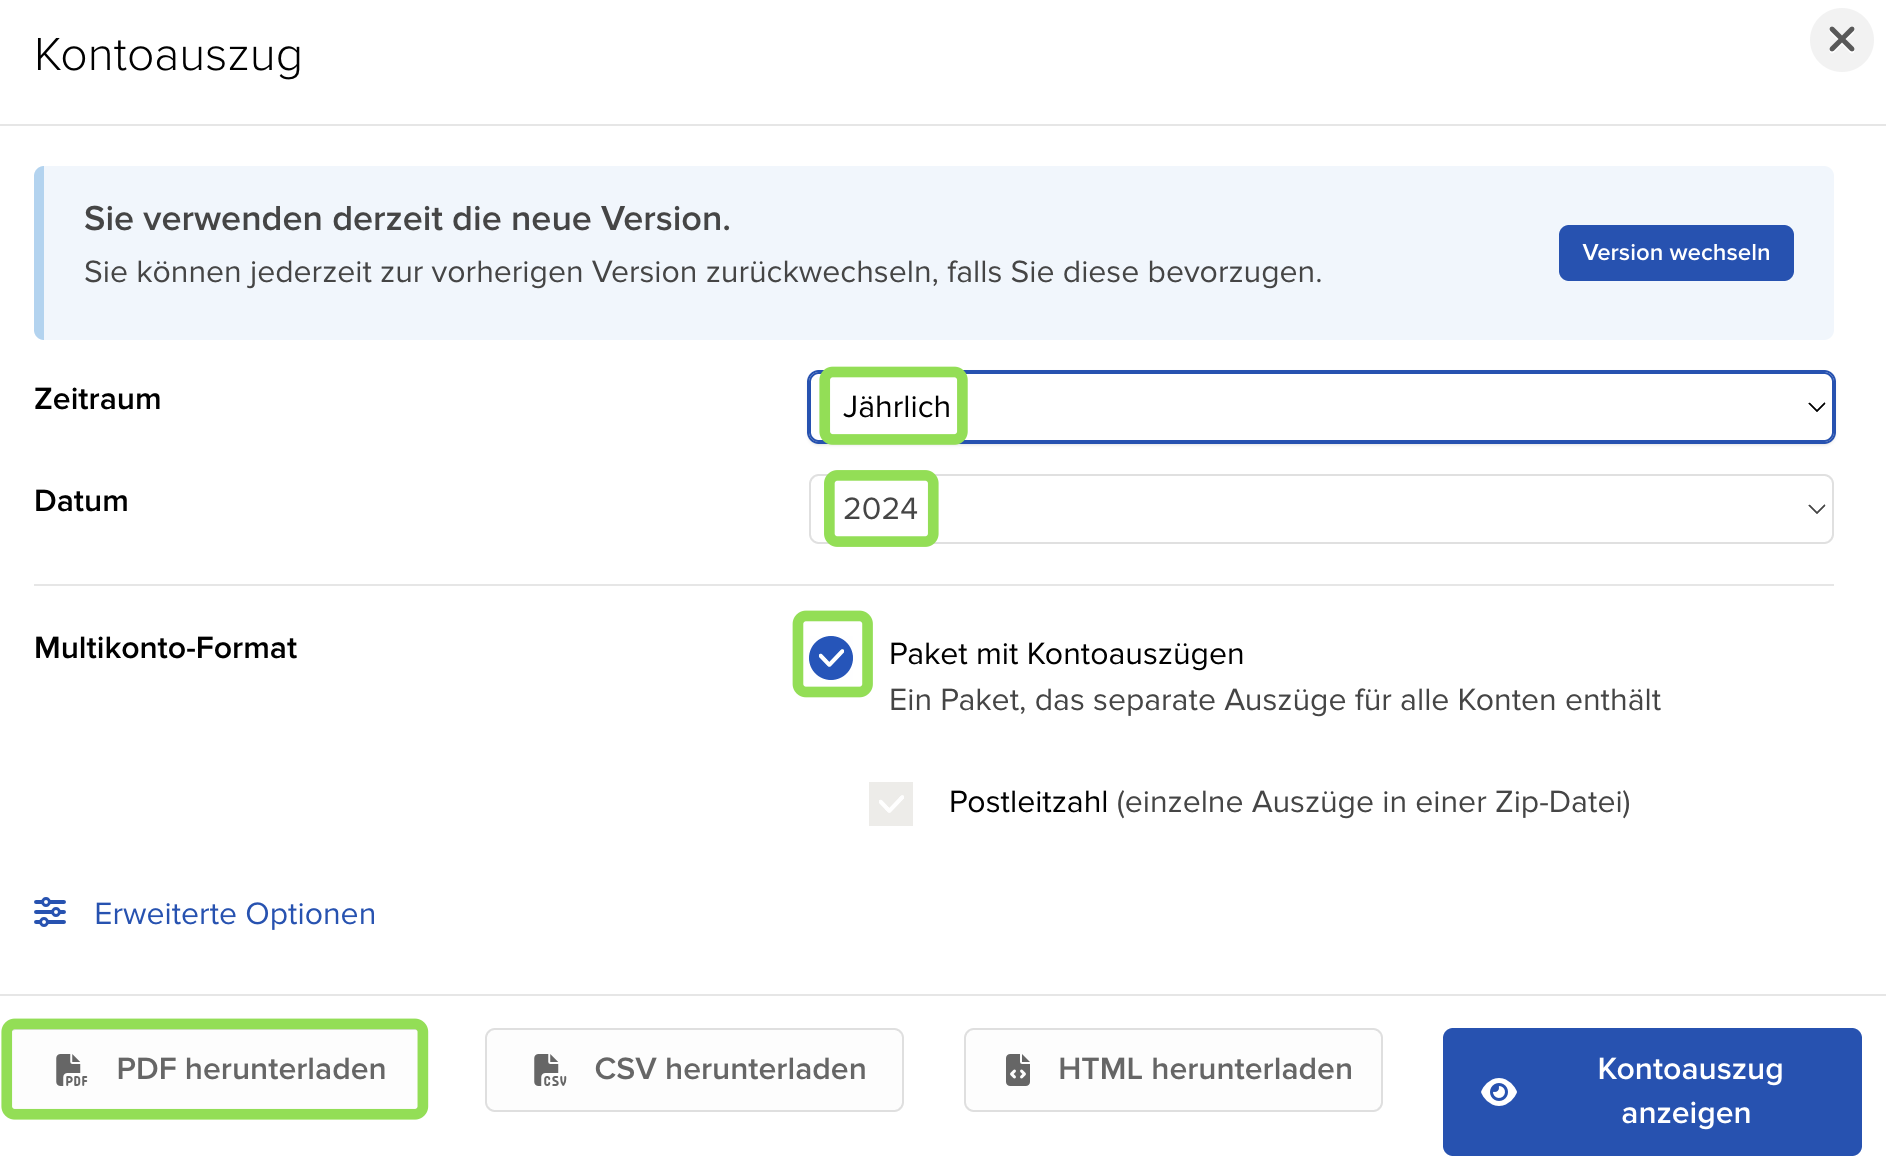 Kontoauszug
Sie verwenden derzeit die neue Version.
Sie können jederzeit zur vorherigen Version zurückwechseln, falls Sie diese bevorzugen.
Version wechseln
Zeitraum
Jährlich
Datum
2024
Multikonto-Format
Paket mit Kontoauszügen
Ein Paket, das separate Auszüge für alle Konten enthält
Postleitzahl (einzelne Auszüge in einer Zip-Datei)
Erweiterte Optionen
PDF PDF herunterladen
CSV CSV herunterladen
HTML herunterladen
Kontoauszug
anzeigen